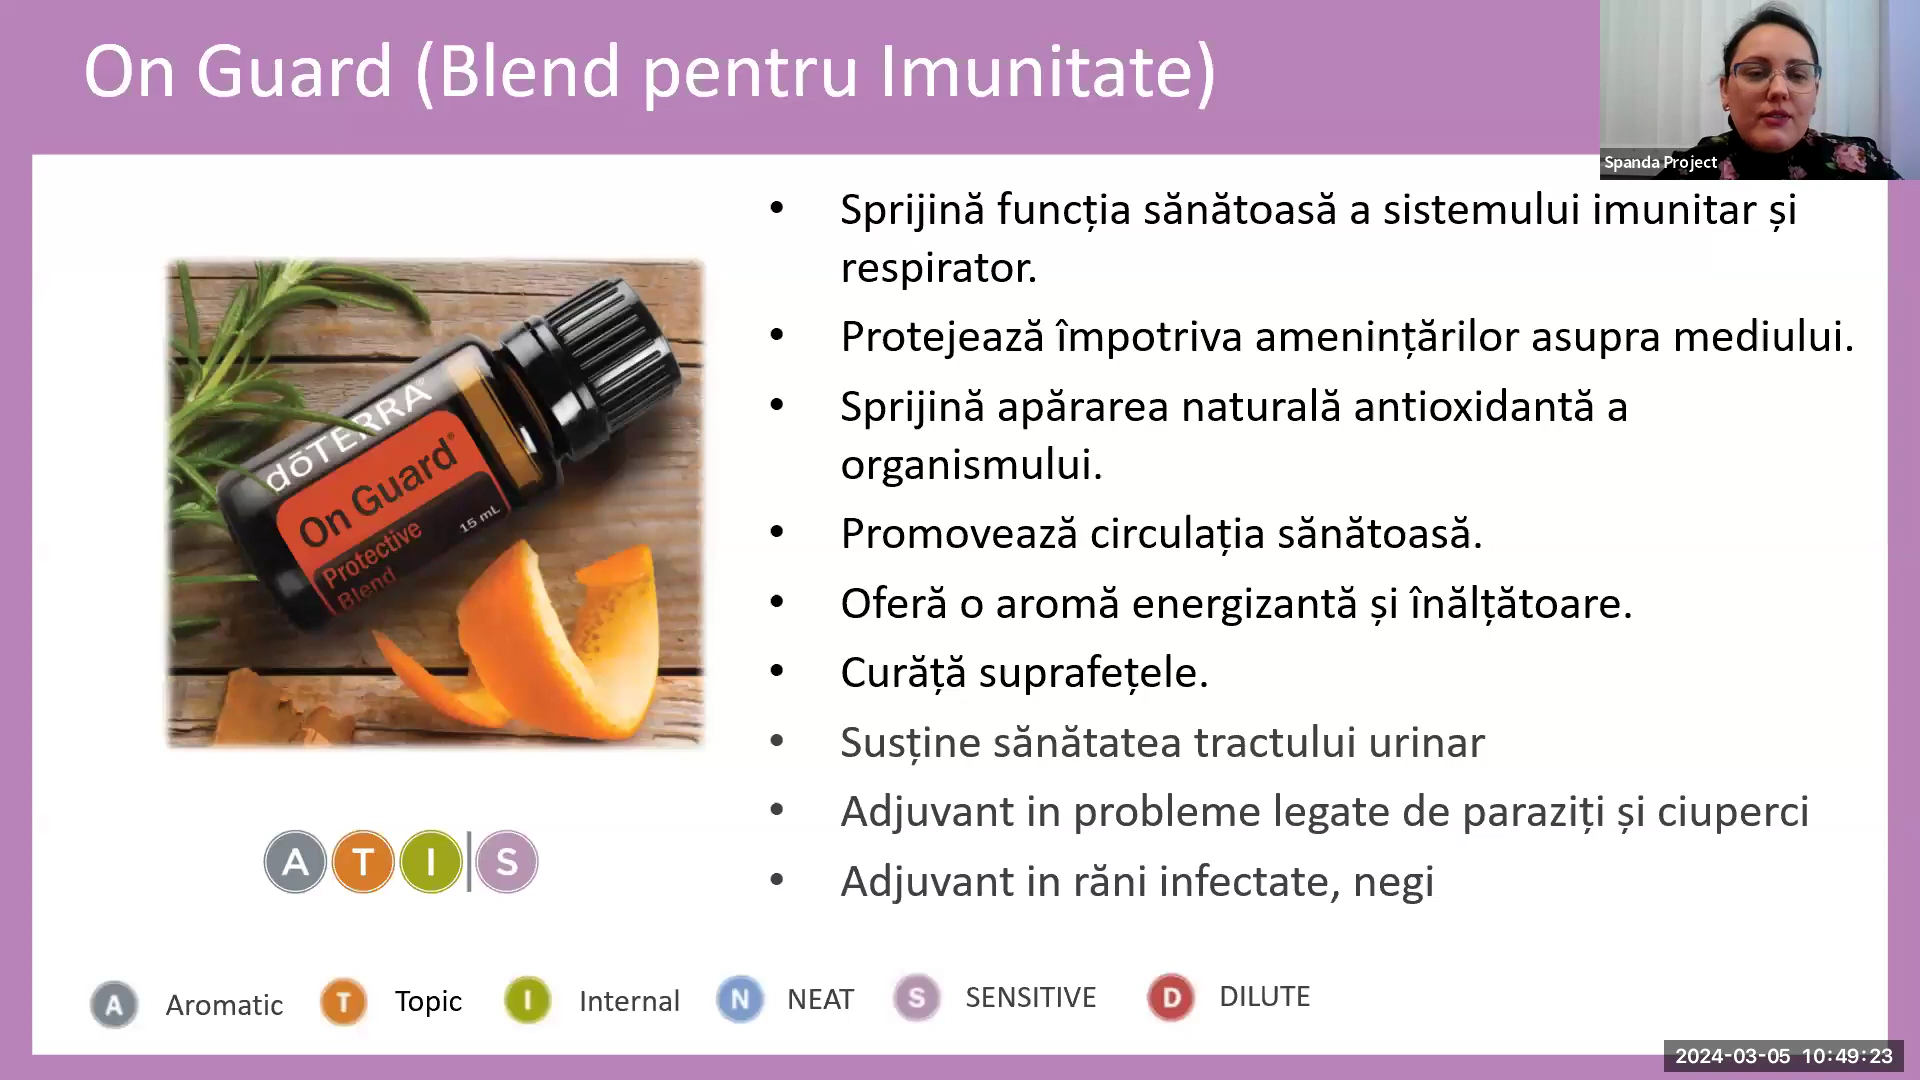 On Guard (Blend pentru Imunitate)
Spanda Project
• Sprijină funcția sănătoasă a sistemului imunitar și
respirator.
• Protejează împotriva amenințărilor asupra mediului.
• Sprijină apărarea naturală antioxidantă a
organismului.
• Promovează circulația sănătoasă.
• Oferă o aromă energizantă și înălțătoare.
• Curăță suprafețele.
• Susține sănătatea tractului urinar
• Adjuvant in probleme legate de paraziți și ciuperci
• Adjuvant in răni infectate, negi
dōTERRA®
On Guard®
Protective
Blend
15 mL
A T I | S
A Aromatic T Topic I Internal N NEAT S SENSITIVE D DILUTE
2024-03-05 10:49:23